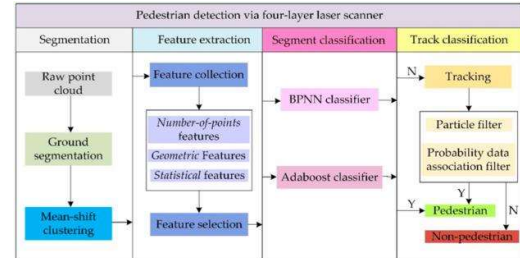 Pedestrian detection via four-layer laser scanner
Segmentation
Feature extraction
Segment classification
Track classification
Raw point
cloud
Ground
segmentation
Mean-shift
clustering
Feature collection
Number-of-points
features
Geometric Features
Statistical features
Feature selection
BPNN classifier
Adaboost classifier
N
Tracking
Particle filter
Probability data
association filter
Y
N
Y
Pedestrian
Non-pedestrian